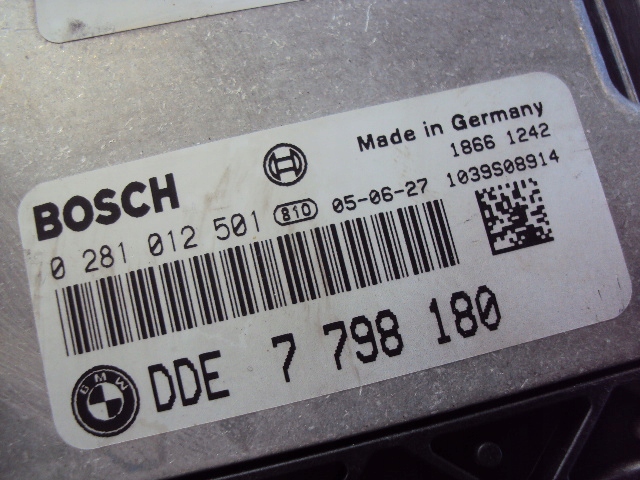 BOSCH
Made in Germany
1866 1242
0 281 012 501 810 05-06-27 1039S08914
BMW DDE 7 798 180